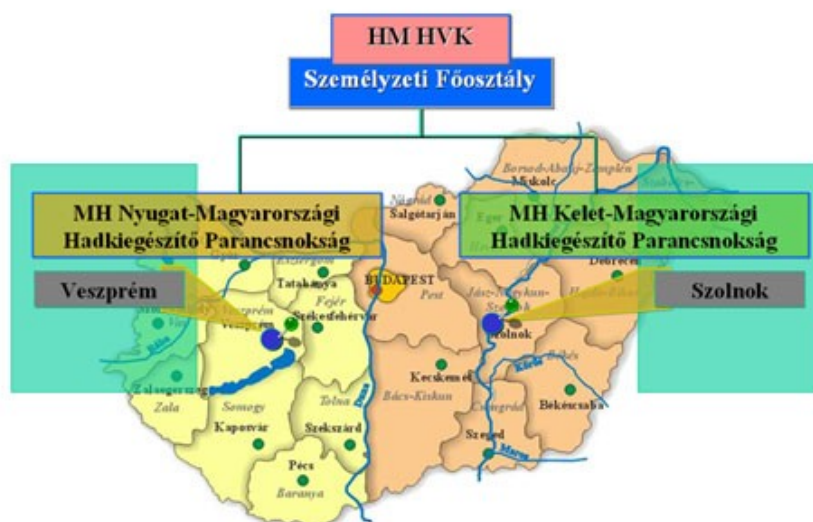 HM HVK
Személyzeti Főosztály
MH Nyugat-Magyarországi
Hadkiegészítő Parancsnokság
Veszprém
MH Kelet-Magyarországi
Hadkiegészítő Parancsnokság
Szolnok
Borsod-Abaúj-Zemplén
Miskolc
Nógrád
Salgótarján
Eger
Debrecen
Tatabánya
BUDAPEST
Pest
Jász-Nagykun-
Szolnok
Fejér
Veszprém
Veszprém
Székesfehérvár
Szolnok
Rába
Duna
Körös
Békés
Zalaegerszeg
Zala
Somogy
Kaposvár
Tolna
Szekszárd
Kecskemét
Bács-Kiskun
Csongrád
Szeged
Maros
Békéscsaba
Pécs
Baranya